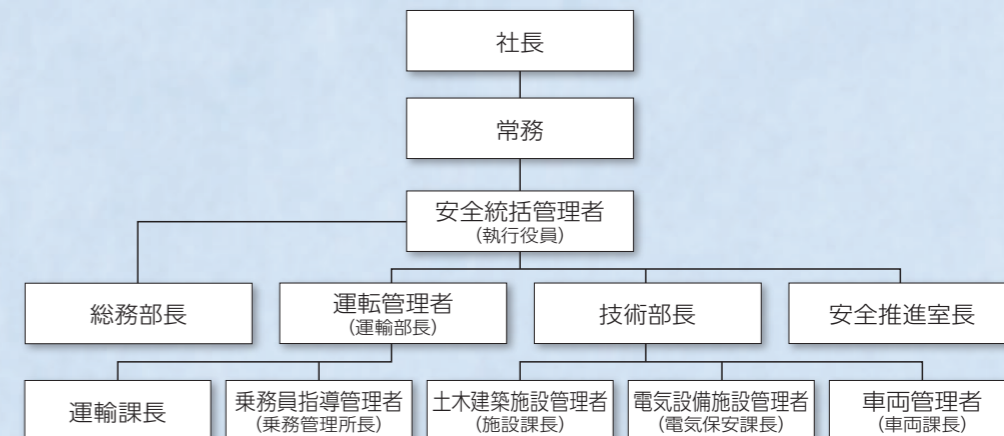 社長
常務
安全統括管理者
(執行役員)
総務部長
運転管理者
(運輸部長)
技術部長
安全推進室長
運輸課長
乗務員指導管理者
(乗務管理所長)
土木建築施設管理者
(施設課長)
電気設備施設管理者
(電気保安課長)
車両管理者
(車両課長)